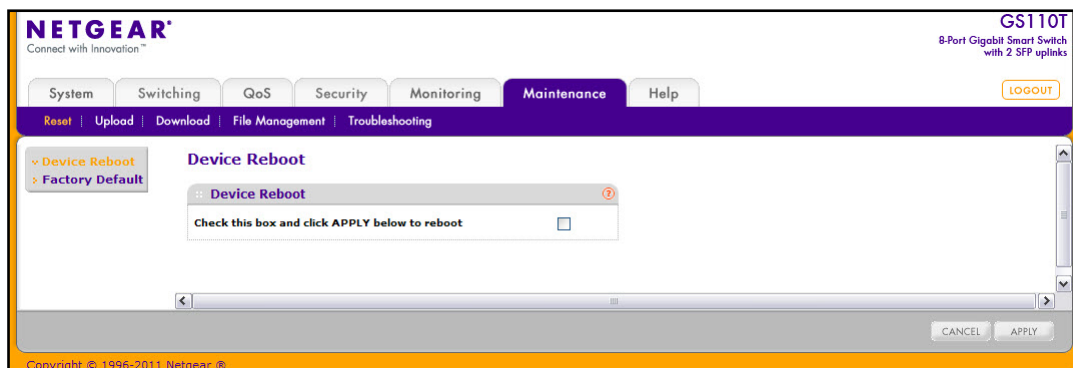 NETGEAR®
Connect with Innovation™
GS110T
8-Port Gigabit Smart Switch
with 2 SFP uplinks
System Switching QoS Security Monitoring Maintenance Help
LOGOUT
Reset | Upload | Download | File Management | Troubleshooting
Device Reboot
Factory Default
Device Reboot
Device Reboot ?
Check this box and click APPLY below to reboot
CANCEL APPLY
Copyright © 1996-2011 Netgear ®